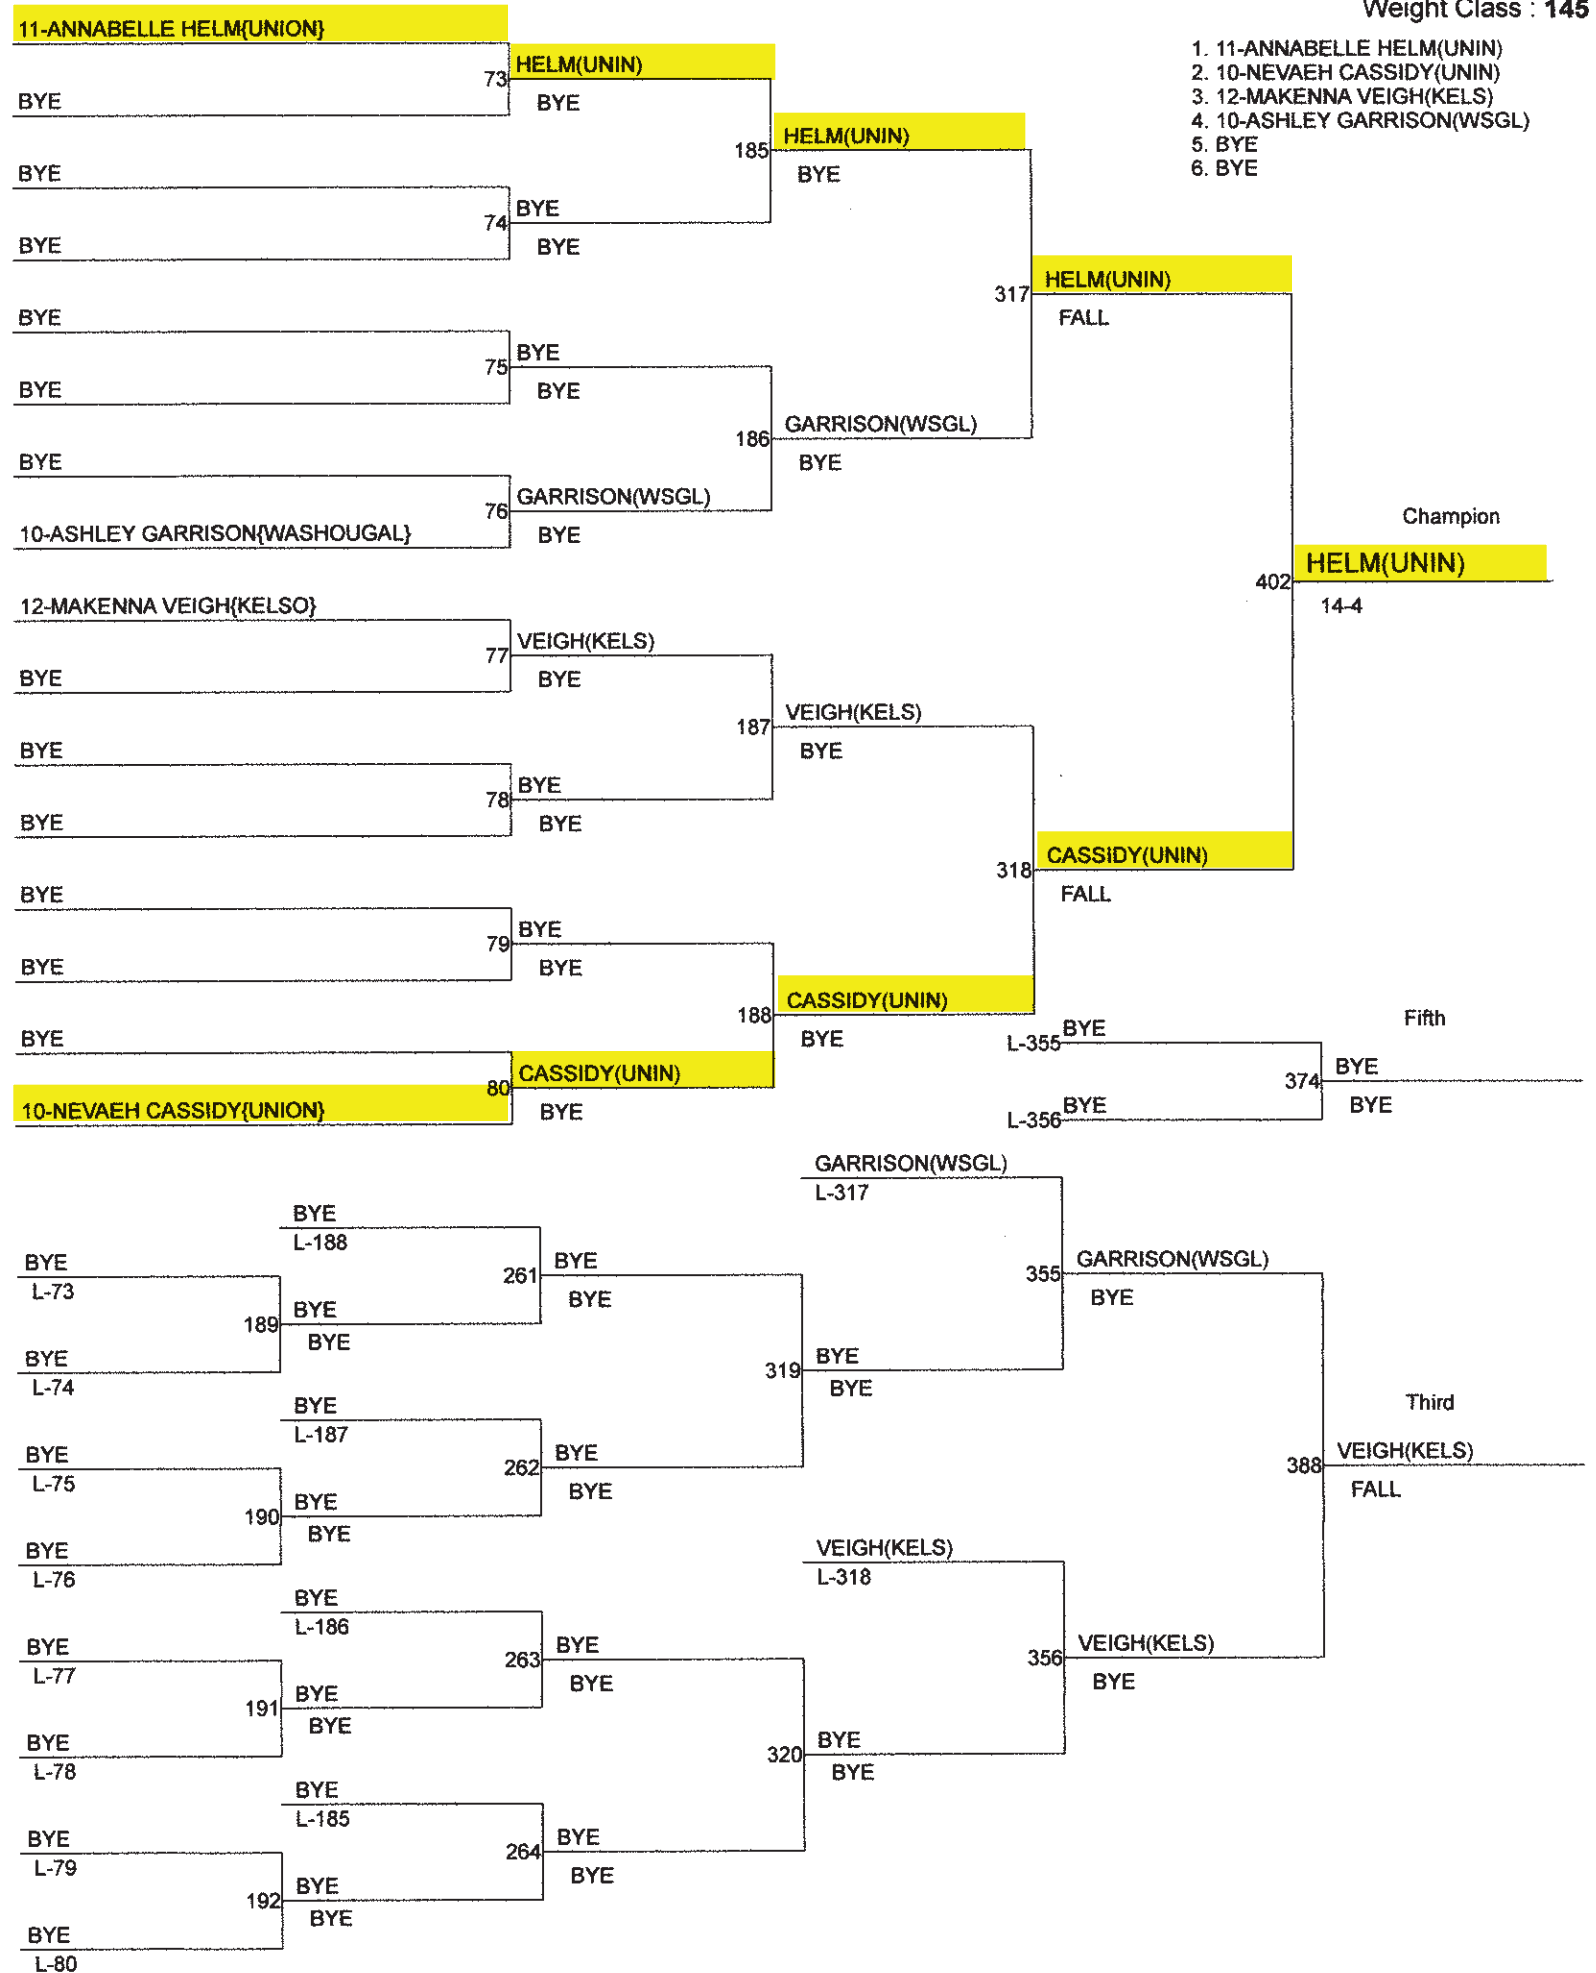 Weight Class : 145
1. 11-ANNABELLE HELM(UNIN)
2. 10-NEVAEH CASSIDY(UNIN)
3. 12-MAKENNA VEIGH(KELS)
4. 10-ASHLEY GARRISON(WSGL)
5. BYE
6. BYE
11-ANNABELLE HELM{UNION}
HELM(UNIN)
73
BYE
BYE
HELM(UNIN)
185
BYE
BYE
BYE
74
BYE
BYE
HELM(UNIN)
317
FALL
BYE
BYE
75
BYE
BYE
GARRISON(WSGL)
186
BYE
BYE
GARRISON(WSGL)
76
BYE
10-ASHLEY GARRISON{WASHOUGAL}
Champion
HELM(UNIN)
402
14-4
12-MAKENNA VEIGH{KELSO}
VEIGH(KELS)
77
BYE
BYE
VEIGH(KELS)
187
BYE
BYE
BYE
78
BYE
BYE
CASSIDY(UNIN)
318
FALL
BYE
BYE
79
BYE
BYE
CASSIDY(UNIN)
188
BYE
BYE
CASSIDY(UNIN)
80
BYE
10-NEVAEH CASSIDY{UNION}
Fifth
BYE
L-355
BYE
374
BYE
BYE
L-356
GARRISON(WSGL)
L-317
BYE
L-188
BYE
L-73
BYE
261
BYE
GARRISON(WSGL)
355
BYE
BYE
189
BYE
BYE
L-74
BYE
319
BYE
BYE
L-187
Third
BYE
L-75
BYE
262
BYE
VEIGH(KELS)
388
FALL
BYE
190
BYE
BYE
L-76
VEIGH(KELS)
L-318
BYE
L-186
BYE
L-77
BYE
263
BYE
VEIGH(KELS)
356
BYE
BYE
191
BYE
BYE
L-78
BYE
320
BYE
BYE
L-185
BYE
L-79
BYE
264
BYE
BYE
192
BYE
BYE
L-80